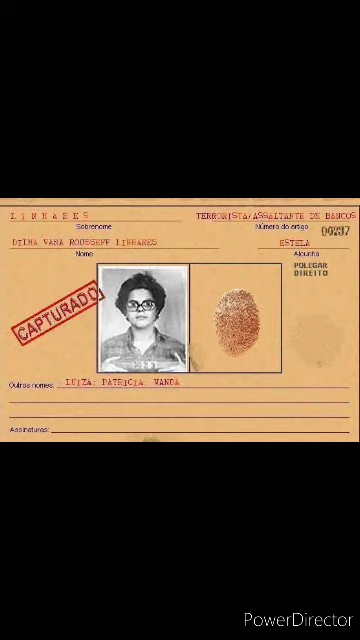 LINHARES
TERRORISTA/ASSALTANTE DE BANCOS
Sobrenome
Número do artigo
00237
DILMA VANA ROUSSEFF LINHARES
ESTELA
Nome
Alcunha
POLEGAR
DIREITO
CAPTURADO
Outros nomes:
LUIZA: PATRICIA: WANDA
Assinaturas:
PowerDirector